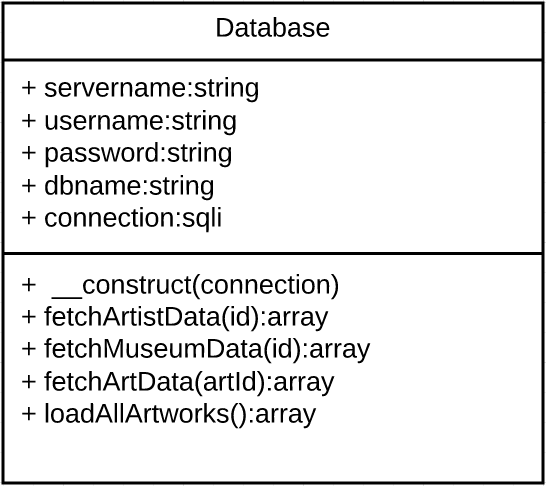 Database
+ servername:string
+ username:string
+ password:string
+ dbname:string
+ connection:sqli
+ __construct(connection)
+ fetchArtistData(id):array
+ fetchMuseumData(id):array
+ fetchArtData(artId):array
+ loadAllArtworks():array